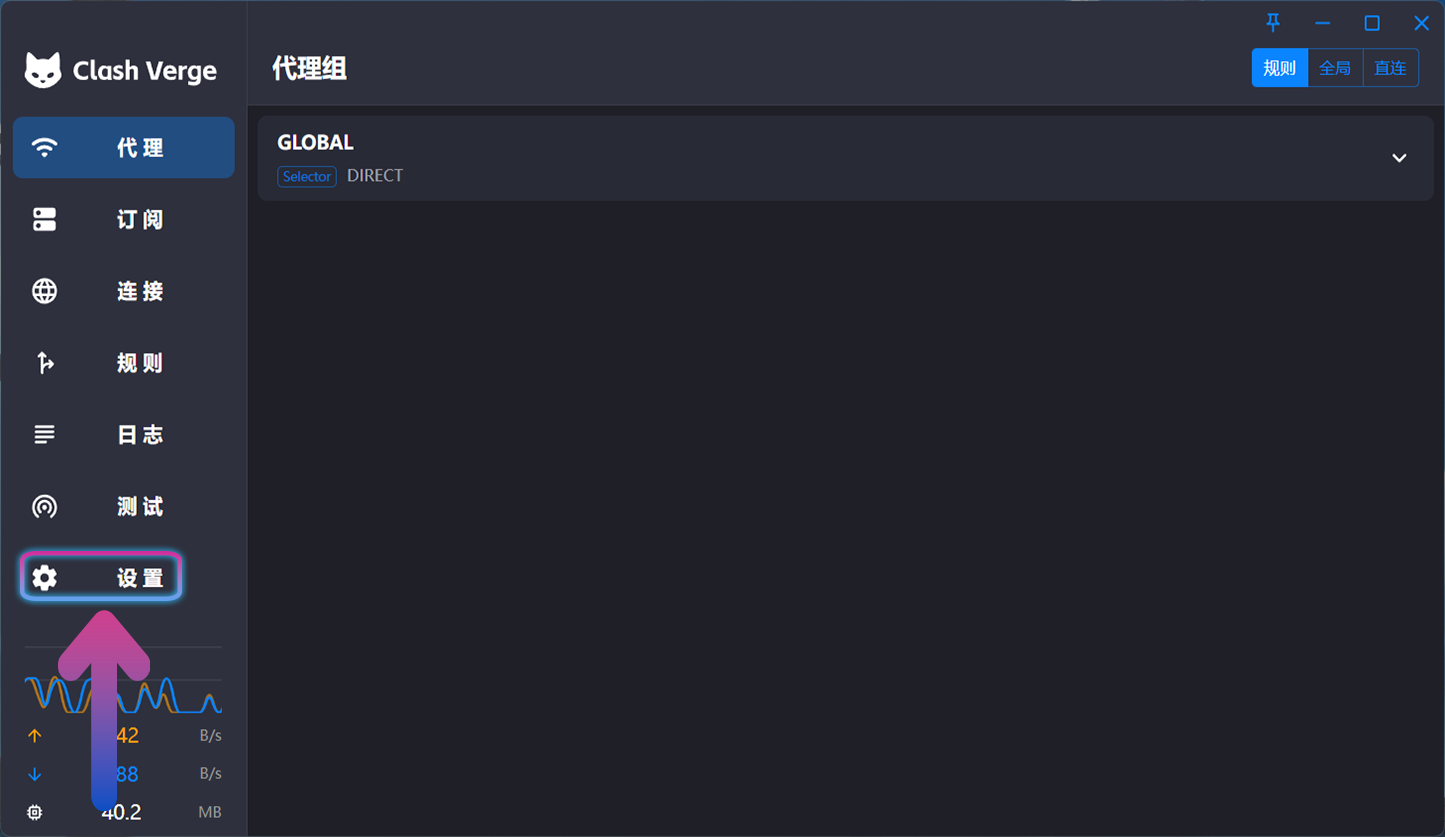 Clash Verge
代理组
规则 全局 直连
代 理
订 阅
连 接
规 则
日 志
测 试
设 置
GLOBAL
Selector DIRECT
42 B/s
88 B/s
40.2 MB